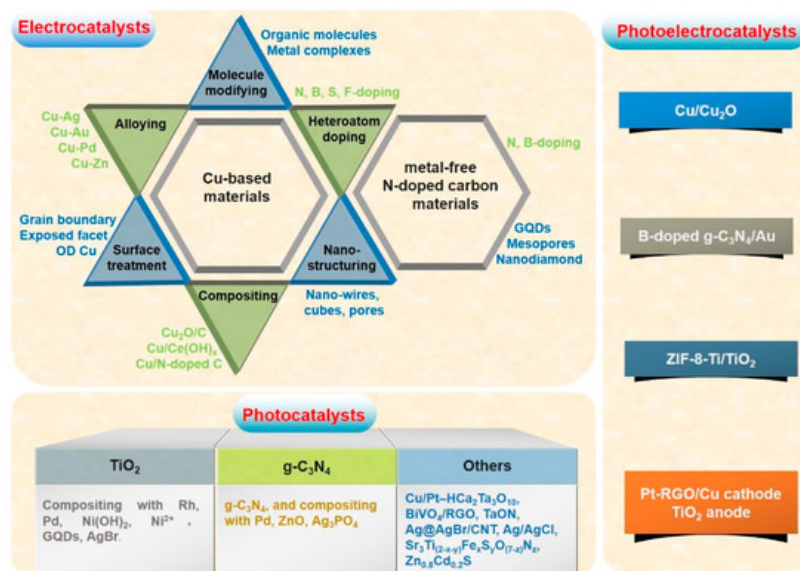 Electrocatalysts
Organic molecules
Metal complexes
Molecule
modifying
N, B, S, F-doping
Cu-Ag
Cu-Au
Cu-Pd
Cu-Zn
Alloying
Heteroatom
doping
N, B-doping
Cu-based
materials
metal-free
N-doped carbon
materials
Grain boundary
Exposed facet
OD Cu
Surface
treatment
Nano-
structuring
GQDs
Mesopores
Nanodiamond
Compositing
Nano-wires,
cubes, pores
Cu₂O/C
Cu/Ce(OH)ₓ
Cu/N-doped C
Photocatalysts
TiO₂
Compositing with Rh,
Pd, Ni(OH)₂, Ni²⁺ ,
GQDs, AgBr.
g-C₃N₄
g-C₃N₄, and compositing
with Pd, ZnO, Ag₃PO₄
Others
Cu/Pt–HCa₂Ta₃O₁₀,
BiVO₄/RGO, TaON,
Ag@AgBr/CNT, Ag/AgCl,
Sr₃Ti₍₂₋ₓ₋ᵧ₎FeₓSᵧO₍₇₋z₎Nz,
Zn₀.₈Cd₀.₂S
Photoelectrocatalysts
Cu/Cu₂O
B-doped g-C₃N₄/Au
ZIF-8-Ti/TiO₂
Pt-RGO/Cu cathode
TiO₂ anode